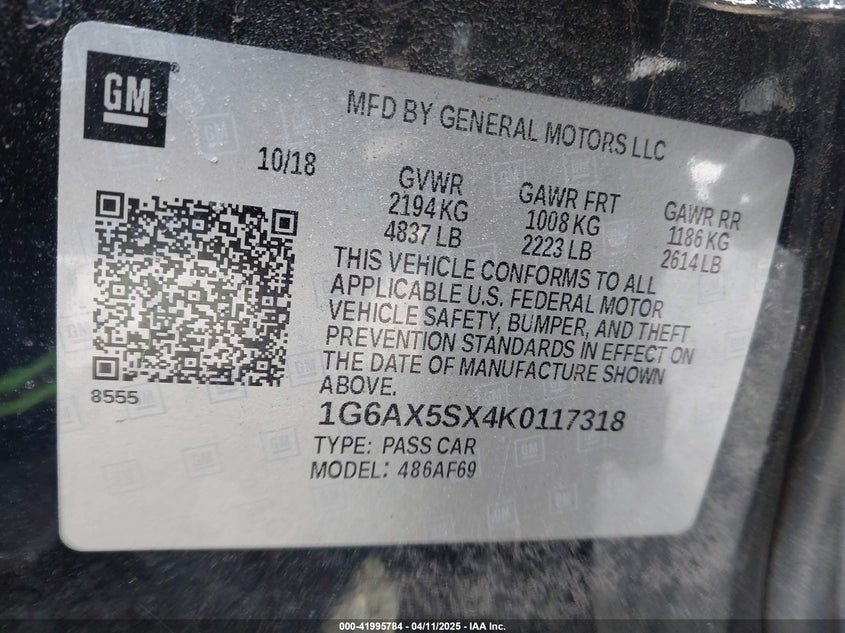 GM
MFD BY GENERAL MOTORS LLC
10/18
GVWR
2194 KG
4837 LB
GAWR FRT
1008 KG
2223 LB
GAWR RR
1186 KG
2614 LB
THIS VEHICLE CONFORMS TO ALL
APPLICABLE U.S. FEDERAL MOTOR
VEHICLE SAFETY, BUMPER, AND THEFT
PREVENTION STANDARDS IN EFFECT ON
THE DATE OF MANUFACTURE SHOWN
ABOVE.
8555
1G6AX5SX4K0117318
TYPE: PASS CAR
MODEL: 486AF69
000-41995784 - 04/11/2025 - IAA Inc.